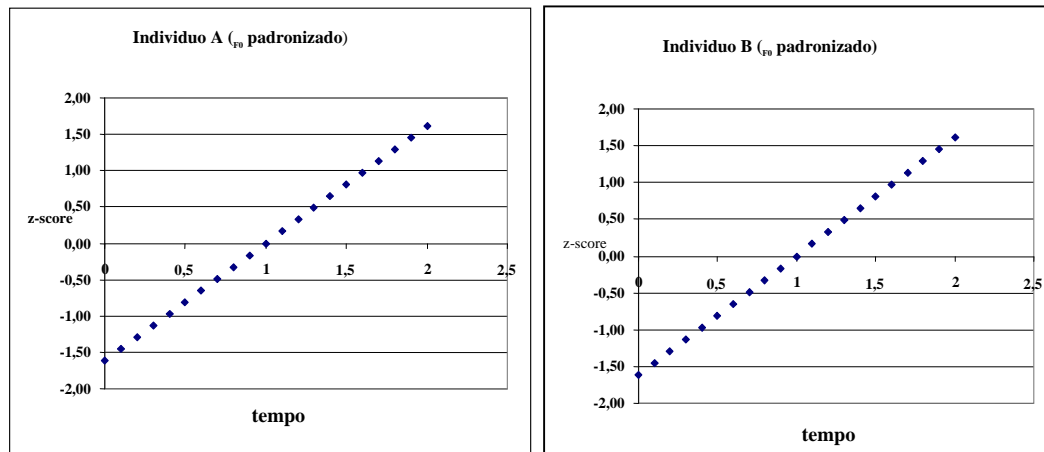 Individuo A (F0 padronizado)
2,00
1,50
1,00
0,50
z-score
0,00
0 0,5 1 1,5 2 2,5
-0,50
-1,00
-1,50
-2,00
tempo
Individuo B (F0 padronizado)
2,00
1,50
1,00
0,50
z-score
0,00
0 0,5 1 1,5 2 2,5
-0,50
-1,00
-1,50
-2,00
tempo